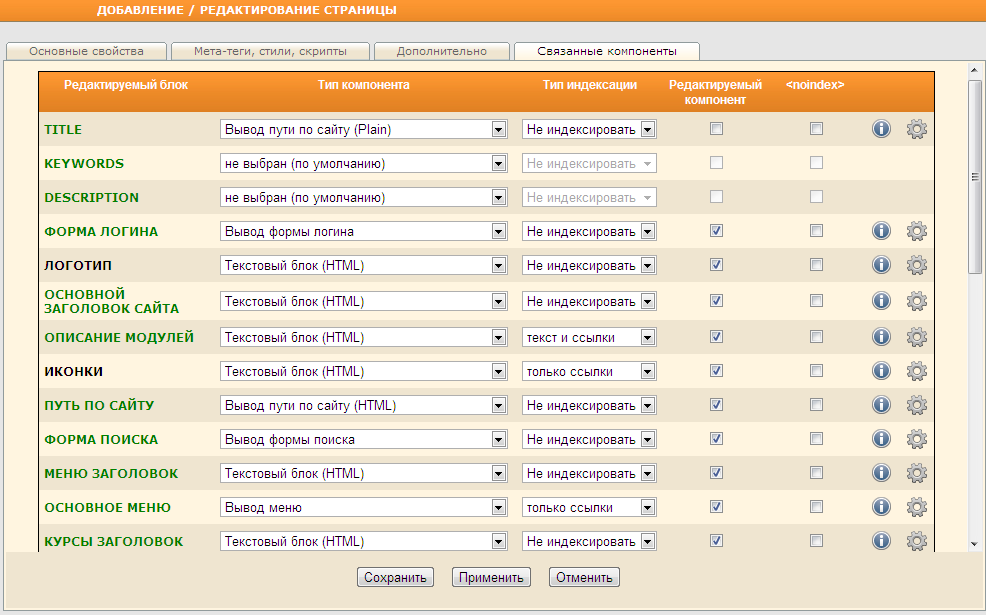 ДОБАВЛЕНИЕ / РЕДАКТИРОВАНИЕ СТРАНИЦЫ
Основные свойства Мета-теги, стили, скрипты Дополнительно Связанные компоненты
Редактируемый блок Тип компонента Тип индексации Редактируемый компонент <noindex>
TITLE Вывод пути по сайту (Plain) Не индексировать
KEYWORDS не выбран (по умолчанию) Не индексировать
DESCRIPTION не выбран (по умолчанию) Не индексировать
ФОРМА ЛОГИНА Вывод формы логина Не индексировать
ЛОГОТИП Текстовый блок (HTML) Не индексировать
ОСНОВНОЙ
ЗАГОЛОВОК САЙТА Текстовый блок (HTML) Не индексировать
ОПИСАНИЕ МОДУЛЕЙ Текстовый блок (HTML) текст и ссылки
ИКОНКИ Текстовый блок (HTML) только ссылки
ПУТЬ ПО САЙТУ Вывод пути по сайту (HTML) Не индексировать
ФОРМА ПОИСКА Вывод формы поиска Не индексировать
МЕНЮ ЗАГОЛОВОК Текстовый блок (HTML) Не индексировать
ОСНОВНОЕ МЕНЮ Вывод меню только ссылки
КУРСЫ ЗАГОЛОВОК Текстовый блок (HTML) Не индексировать
Сохранить Применить Отменить